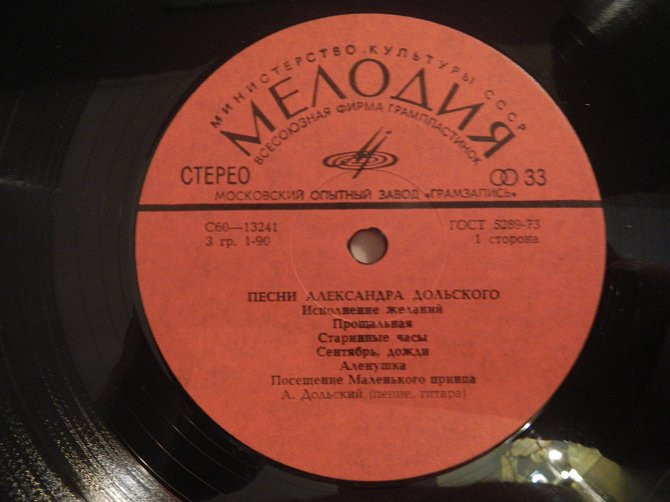 МИНИСТЕРСТВО КУЛЬТУРЫ СССР
МЕЛОДИЯ
ВСЕСОЮЗНАЯ ФИРМА ГРАМПЛАСТИНОК
СТЕРЕО 33
МОСКОВСКИЙ ОПЫТНЫЙ ЗАВОД «ГРАМЗАПИСЬ»
С60—13241 ГОСТ 5289-73
3 гр. 1-90 1 сторона
ПЕСНИ АЛЕКСАНДРА ДОЛЬСКОГО
Исполнение желаний
Прощальная
Старинные часы
Сентябрь, дожди
Аленушка
Посещение Маленького принца
А. Дольский (пение, гитара)